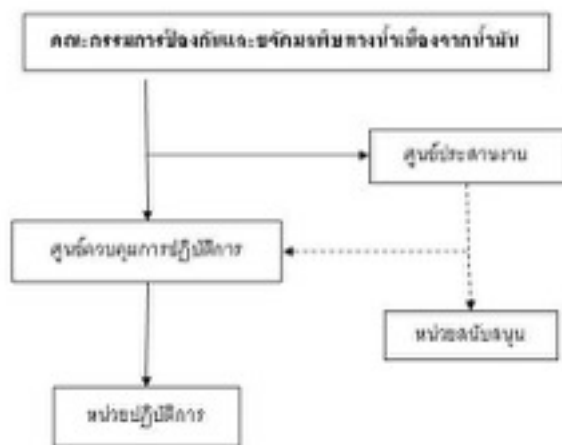 คณะกรรมการป้องกันและขจัดมลพิษทางน้ำเนื่องจากน้ำมัน
ศูนย์ประสานงาน
ศูนย์ควบคุมการปฏิบัติการ
หน่วยสนับสนุน
หน่วยปฏิบัติการ